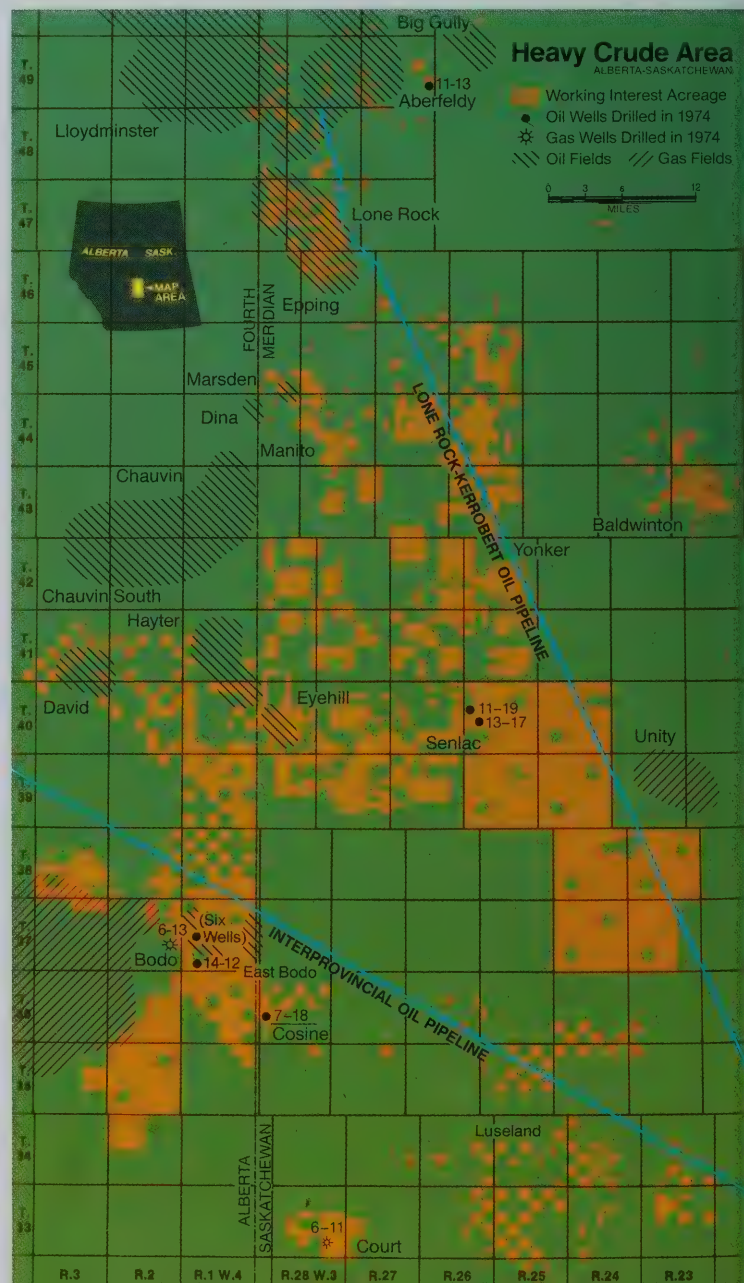 Big Gully
Heavy Crude Area
ALBERTA-SASKATCHEWAN
Working Interest Acreage
Oil Wells Drilled in 1974
Gas Wells Drilled in 1974
Oil Fields Gas Fields
0 3 6 12
MILES
T. 49
11-13
Aberfeldy
Lloydminster
T. 48
T. 47
Lone Rock
ALBERTA SASK.
MAP AREA
T. 46
Epping
FOURTH MERIDIAN
T. 45
Marsden
LONE ROCK-KERROBERT OIL PIPELINE
Dina
T. 44
Manito
Chauvin
T. 43
Baldwinton
Yonker
T. 42
Chauvin South
Hayter
T. 41
David
Eyehill
11-19
T. 40
13-17
Senlac
Unity
T. 39
T. 38
(Six Wells)
6-13
T. 37
Bodo
14-12
East Bodo
INTERPROVINCIAL OIL PIPELINE
7-18
Cosine
T. 35
Luseland
T. 34
ALBERTA
SASKATCHEWAN
T. 33
6-11
Court
R.3 R.2 R.1 W.4 R.28 W.3 R.27 R.26 R.25 R.24 R.23